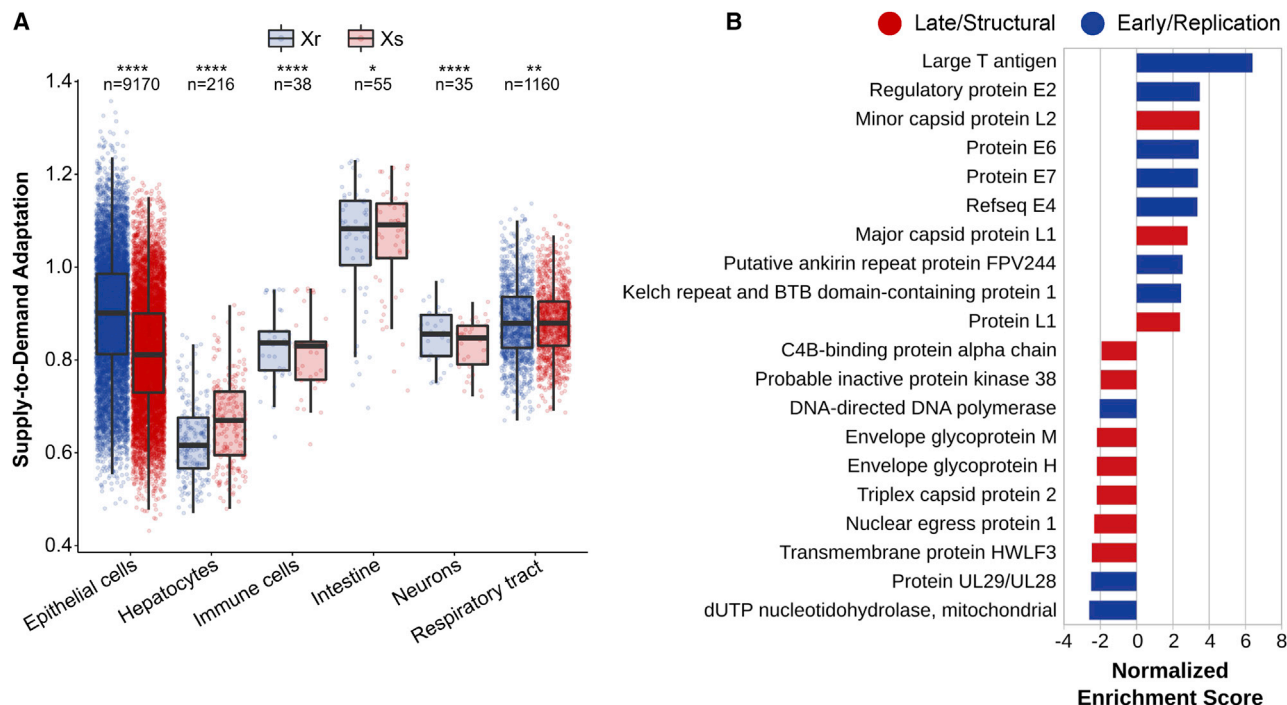 A
Xr Xs
**** **** **** * **** **
n=9170 n=216 n=38 n=55 n=35 n=1160
Supply-to-Demand Adaptation
1.4
1.2
1.0
0.8
0.6
0.4
Epithelial cells
Hepatocytes
Immune cells
Intestine
Neurons
Respiratory tract
B
Late/Structural Early/Replication
Large T antigen
Regulatory protein E2
Minor capsid protein L2
Protein E6
Protein E7
Refseq E4
Major capsid protein L1
Putative ankirin repeat protein FPV244
Kelch repeat and BTB domain-containing protein 1
Protein L1
C4B-binding protein alpha chain
Probable inactive protein kinase 38
DNA-directed DNA polymerase
Envelope glycoprotein M
Envelope glycoprotein H
Triplex capsid protein 2
Nuclear egress protein 1
Transmembrane protein HWLF3
Protein UL29/UL28
dUTP nucleotidohydrolase, mitochondrial
-4 -2 0 2 4 6 8
Normalized
Enrichment Score